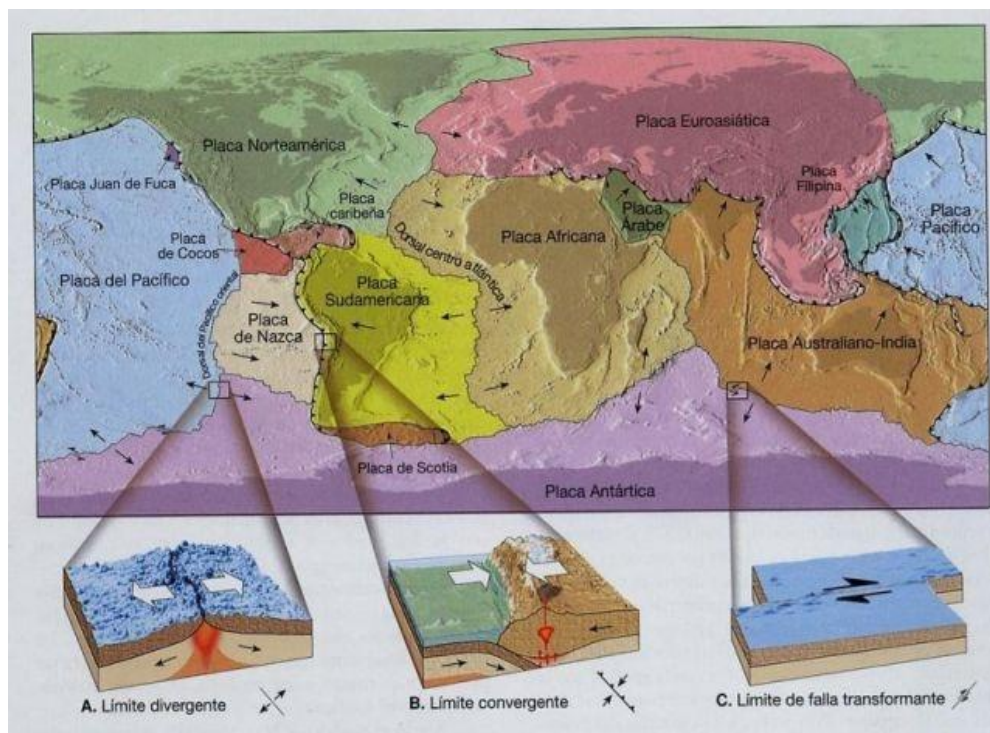 Placa Norteamérica
Placa Euroasiática
Placa Juan de Fuca
Placa
caribeña
Placa
Filipina
Placa
de Cocos
Placa
Árabe
Placa
Pacífico
Placa del Pacífico
Dorsal del Pacífico oriental
Placa
de Nazca
Placa
Sudamericana
Dorsal centro atlántica
Placa Africana
Placa Australiano-India
Placa de Scotia
Placa Antártica
A. Límite divergente
B. Límite convergente
C. Límite de falla transformante